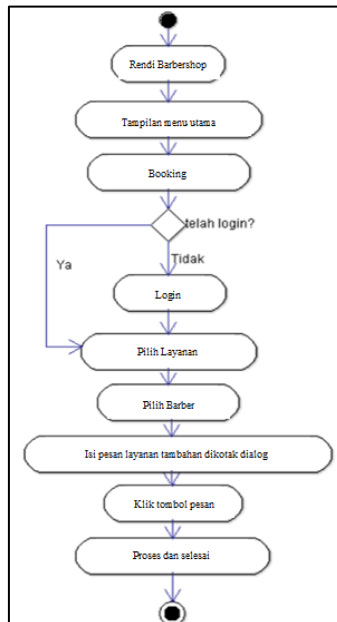 Rendi Barbershop
Tampilan menu utama
Booking
telah login?
Ya
Tidak
Login
Pilih Layanan
Pilih Barber
Isi pesan layanan tambahan dikotak dialog
Klik tombol pesan
Proses dan selesai